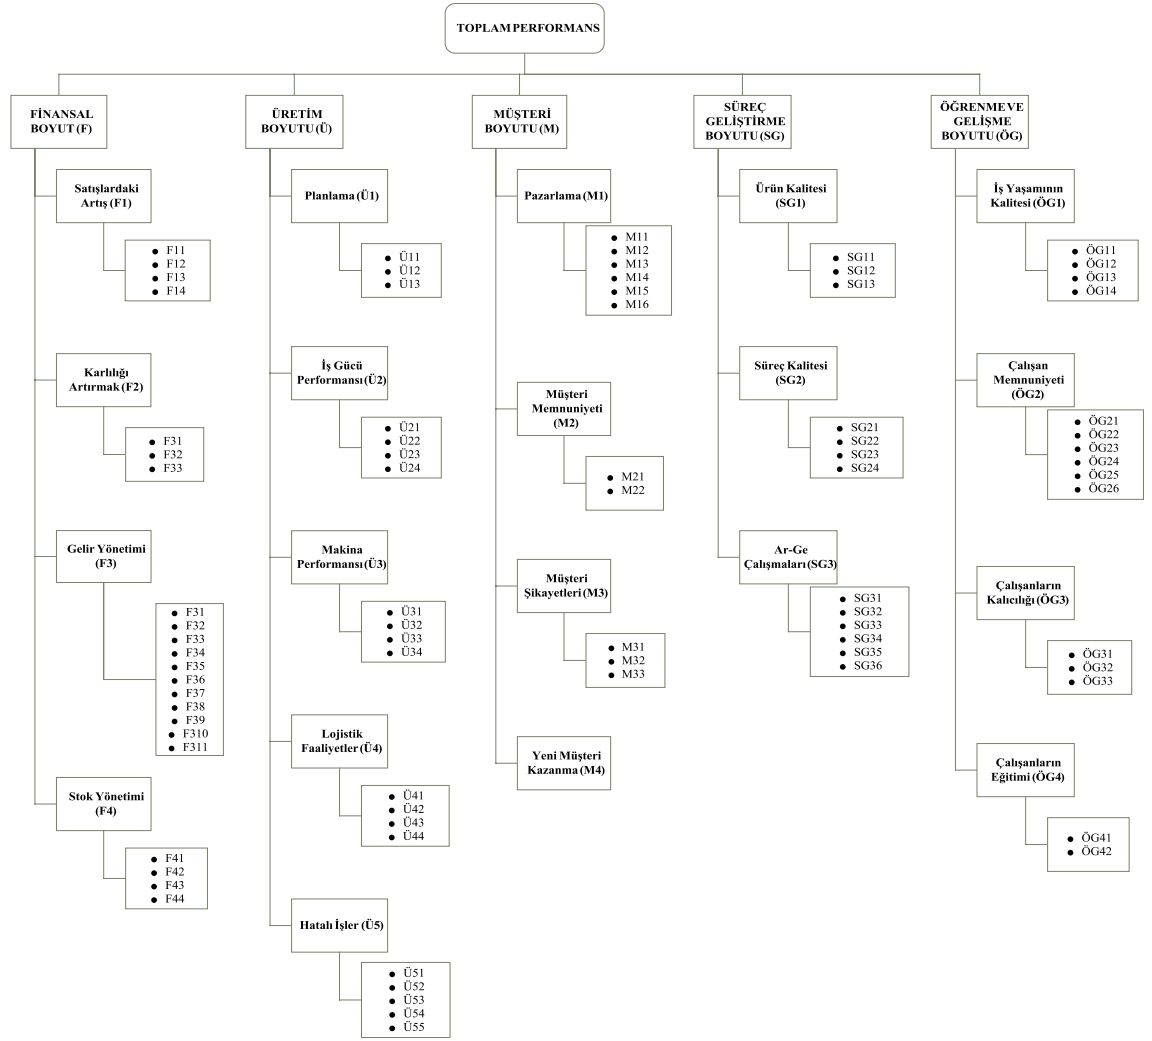 TOPLAM PERFORMANS
FİNANSAL
BOYUT (F)
Satışlardaki
Artış (F1)
● F11
● F12
● F13
● F14
Karlılığı
Artırmak (F2)
● F31
● F32
● F33
Gelir Yönetimi
(F3)
● F31
● F32
● F33
● F34
● F35
● F36
● F37
● F38
● F39
● F310
● F311
Stok Yönetimi
(F4)
● F41
● F42
● F43
● F44
ÜRETİM
BOYUTU (Ü)
Planlama (Ü1)
● Ü11
● Ü12
● Ü13
İş Gücü
Performansı (Ü2)
● Ü21
● Ü22
● Ü23
● Ü24
Makina
Performansı (Ü3)
● Ü31
● Ü32
● Ü33
● Ü34
Lojistik
Faaliyetler (Ü4)
● Ü41
● Ü42
● Ü43
● Ü44
Hatalı İşler (Ü5)
● Ü51
● Ü52
● Ü53
● Ü54
● Ü55
MÜŞTERİ
BOYUTU (M)
Pazarlama (M1)
● M11
● M12
● M13
● M14
● M15
● M16
Müşteri
Memnuniyeti
(M2)
● M21
● M22
Müşteri
Şikayetleri (M3)
● M31
● M32
● M33
Yeni Müşteri
Kazanma (M4)
SÜREÇ
GELİŞTİRME
BOYUTU (SG)
Ürün Kalitesi
(SG1)
● SG11
● SG12
● SG13
Süreç Kalitesi
(SG2)
● SG21
● SG22
● SG23
● SG24
Ar-Ge
Çalışmaları (SG3)
● SG31
● SG32
● SG33
● SG34
● SG35
● SG36
ÖĞRENME VE
GELİŞME
BOYUTU (ÖG)
İş Yaşamının
Kalitesi (ÖG1)
● ÖG11
● ÖG12
● ÖG13
● ÖG14
Çalışan
Memnuniyeti
(ÖG2)
● ÖG21
● ÖG22
● ÖG23
● ÖG24
● ÖG25
● ÖG26
Çalışanların
Kalıcılığı (ÖG3)
● ÖG31
● ÖG32
● ÖG33
Çalışanların
Eğitimi (ÖG4)
● ÖG41
● ÖG42